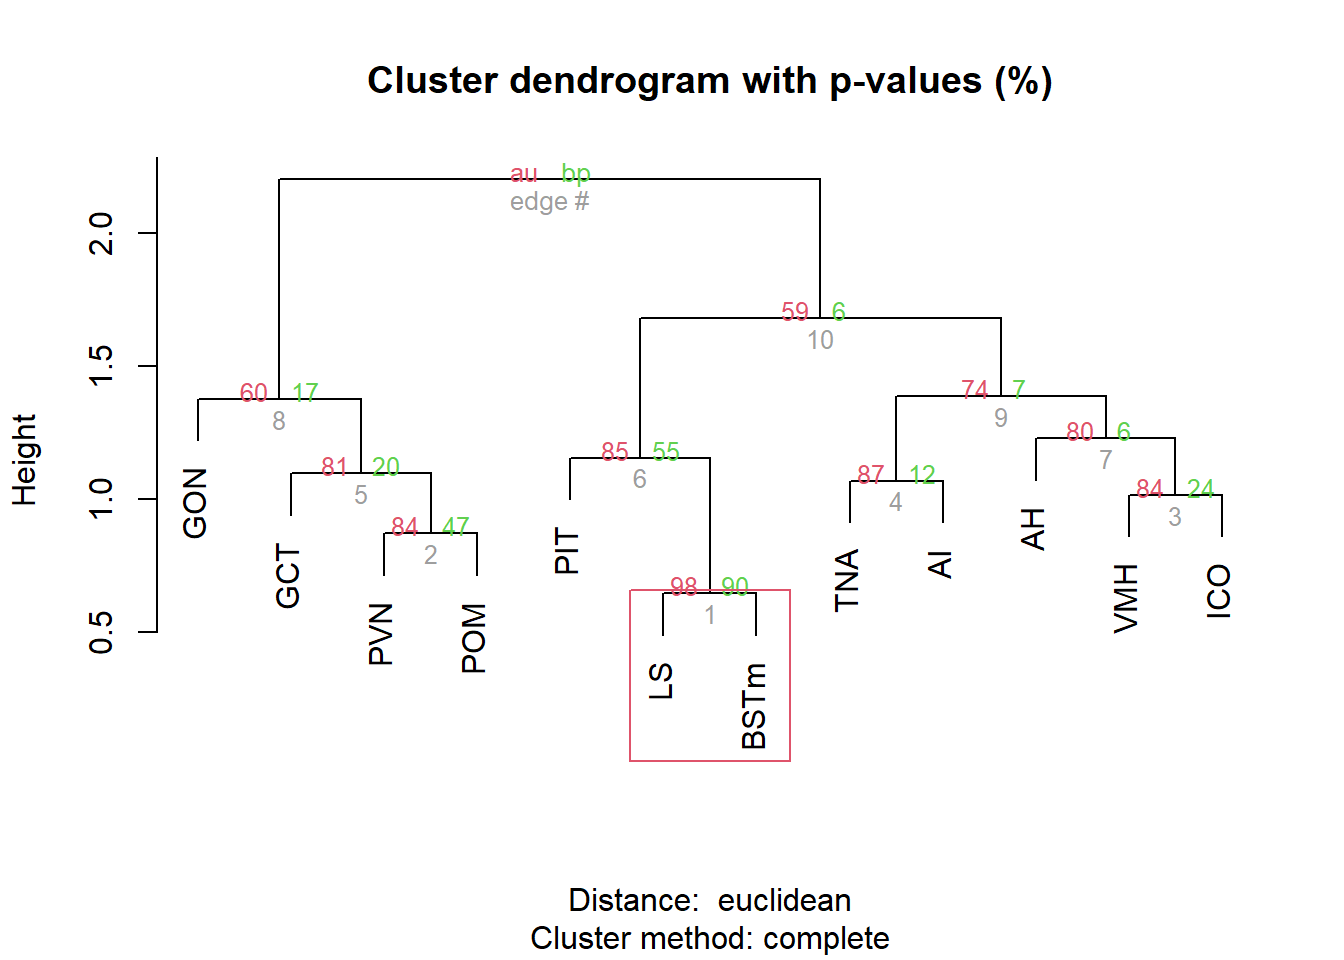 Cluster dendrogram with p-values (%)
au bp
edge #
2.0
59 6
10
1.5
60 17
8
74 7
9
80 6
7
85 55
6
81 20
5
87 12
4
84 24
3
1.0
84 47
2
98 90
1
0.5
Height
GON
GCT
PVN
POM
PIT
LS
BSTm
TNA
AI
AH
VMH
ICO
Distance: euclidean
Cluster method: complete